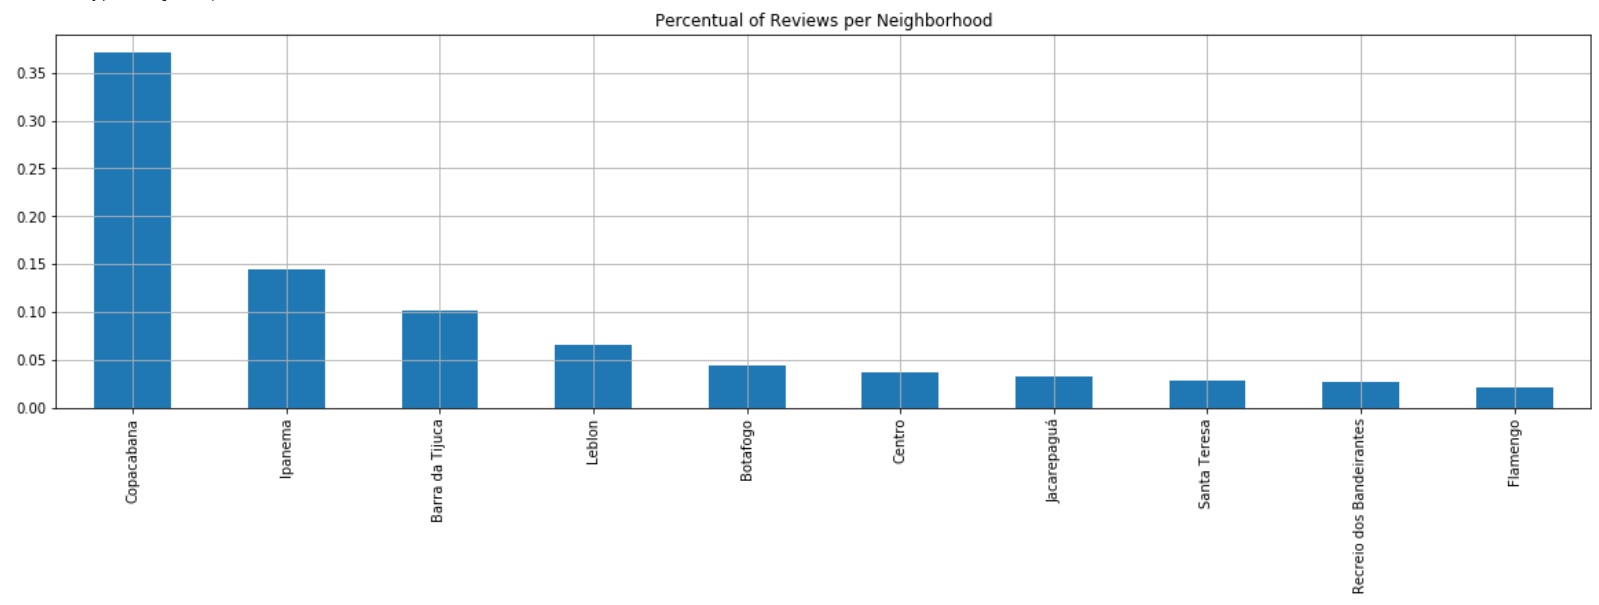 Percentual of Reviews per Neighborhood
0.35
0.30
0.25
0.20
0.15
0.10
0.05
0.00
Copacabana
Ipanema
Barra da Tijuca
Leblon
Botafogo
Centro
Jacarepaguá
Santa Teresa
Recreio dos Bandeirantes
Flamengo